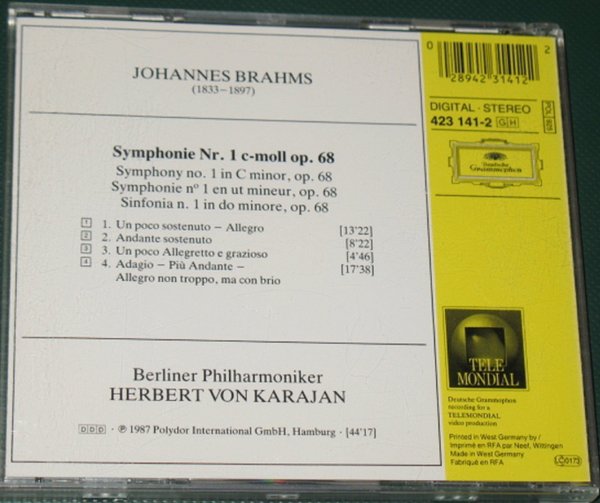 JOHANNES BRAHMS
(1833–1897)
Symphonie Nr. 1 c-moll op. 68
Symphony no. 1 in C minor, op. 68
Symphonie nº 1 en ut mineur, op. 68
Sinfonia n. 1 in do minore, op. 68
1 1. Un poco sostenuto – Allegro [13'22]
2 2. Andante sostenuto [8'22]
3 3. Un poco Allegretto e grazioso [4'46]
4 4. Adagio – Più Andante – [17'38]
Allegro non troppo, ma con brio
Berliner Philharmoniker
HERBERT VON KARAJAN
DDD · ℗ 1987 Polydor International GmbH, Hamburg · [44'17]
0 28942 31412 2
DIGITAL · STEREO
423 141-2 GH
POL 925
Deutsche
Grammophon
TELE
MONDIAL
Deutsche Grammophon
recording for a
TELEMONDIAL
video production
Printed in West Germany by /
Imprimé en RFA par Neef, Wittingen
Made in West Germany
Fabriqué en RFA
LC 0173